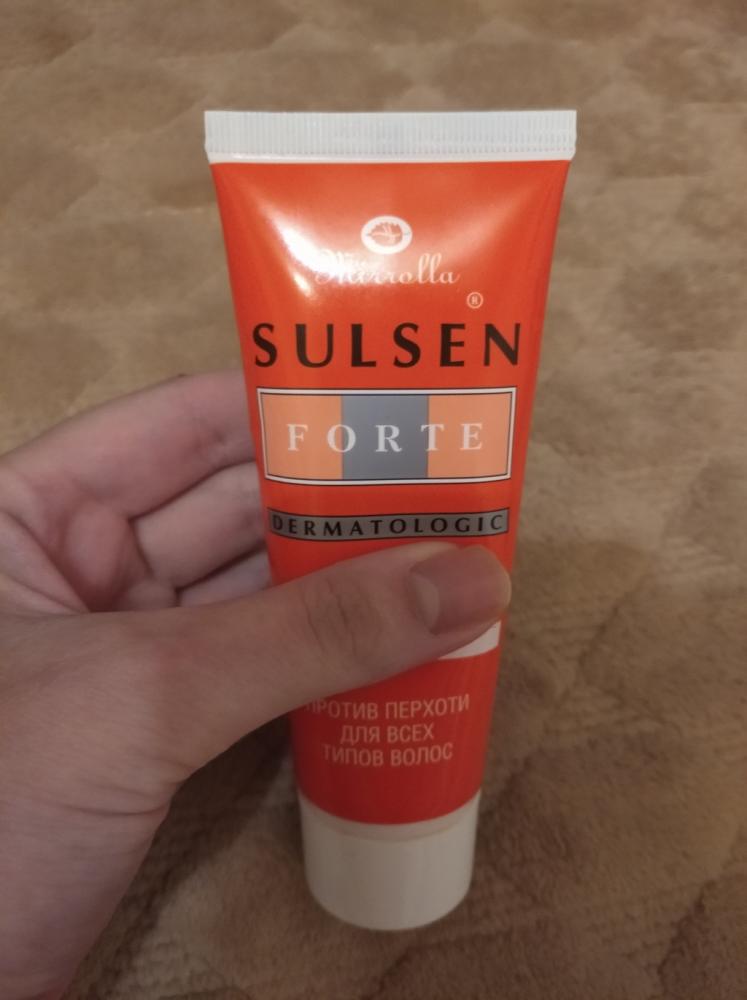 Mirrolla
®
SULSEN
FORTE
DERMATOLOGIC
ПРОТИВ ПЕРХОТИ
ДЛЯ ВСЕХ
ТИПОВ ВОЛОС